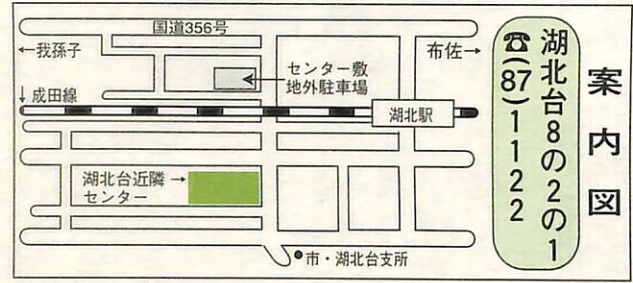 案内図
湖北台8の2の1
☎(87)1122
国道356号
←我孫子
布佐→
センター敷
地外駐車場
↓成田線
湖北駅
湖北台近隣→
センター
●市・湖北台支所